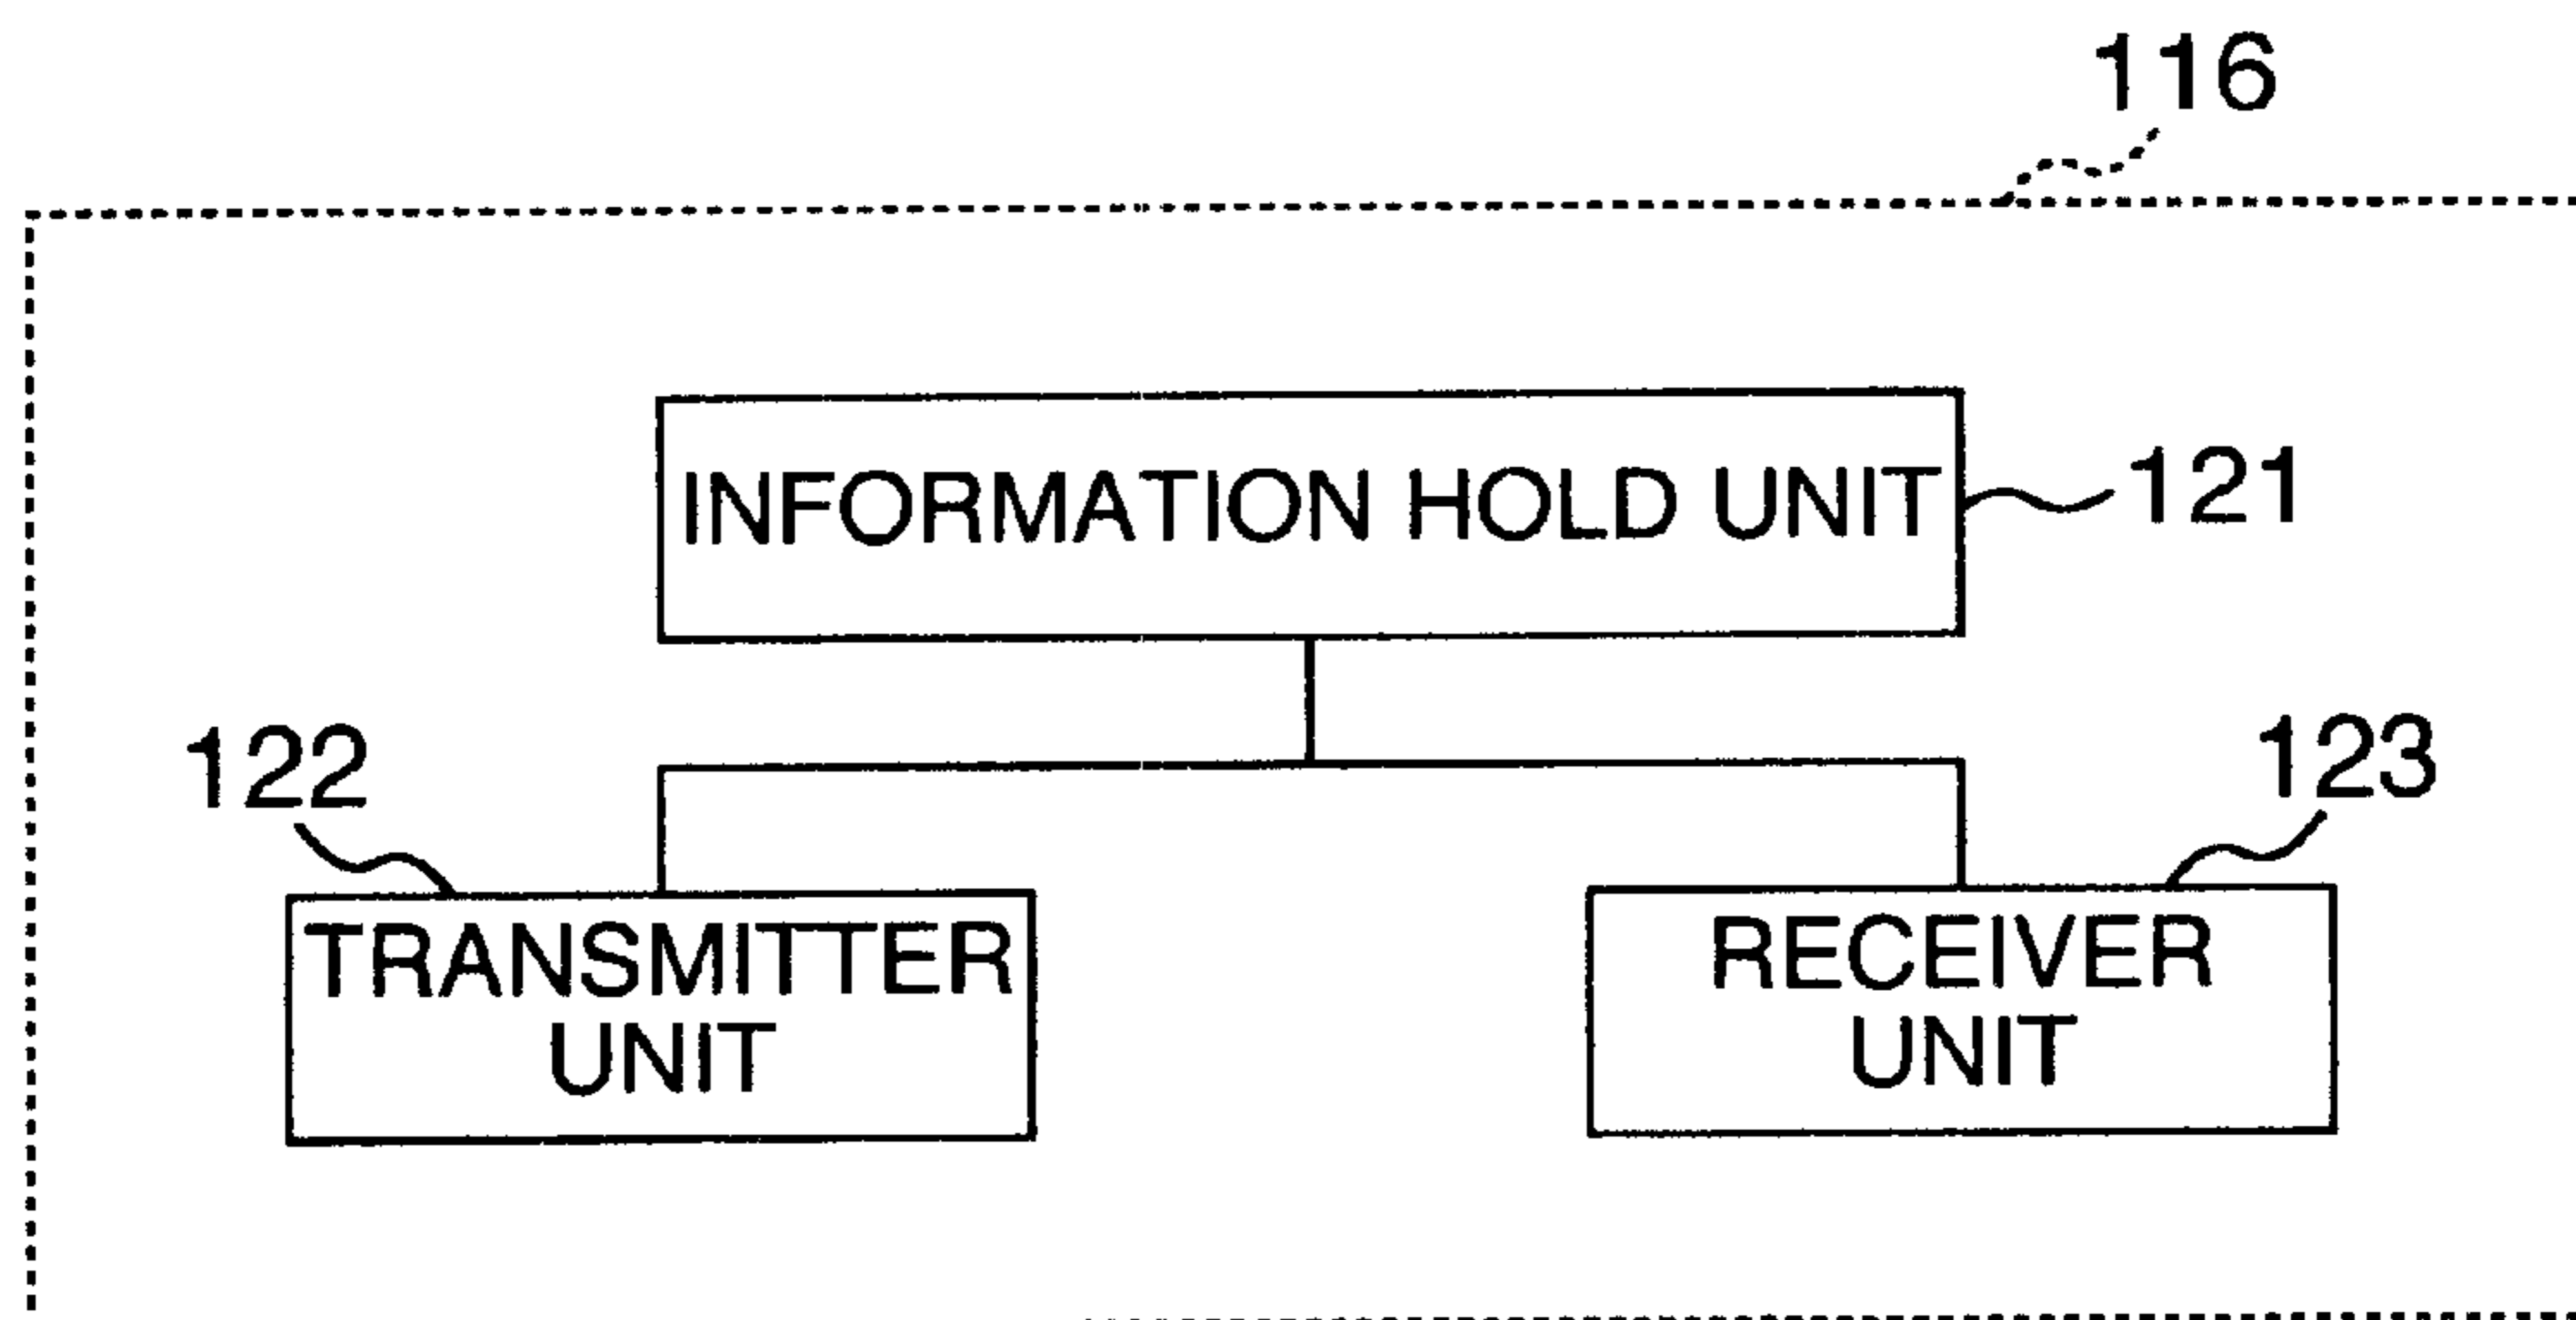 116
INFORMATION HOLD UNIT
121
122
123
TRANSMITTER
UNIT
RECEIVER
UNIT